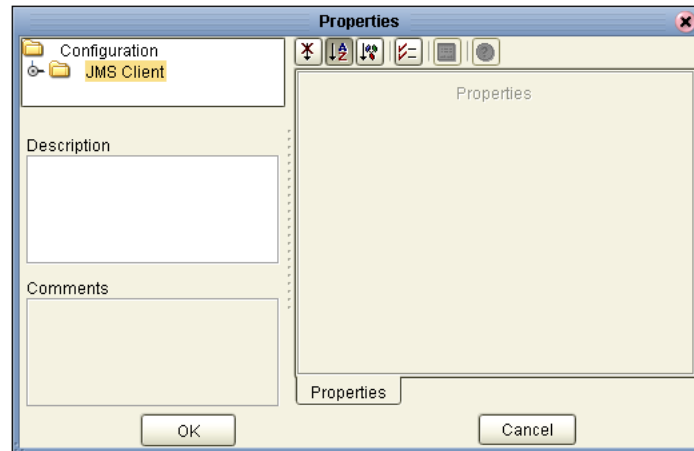 Properties
Configuration
JMS Client
Properties
Description
Comments
Properties
OK
Cancel